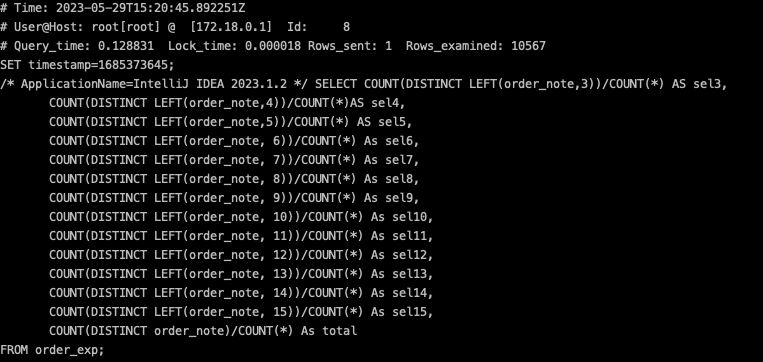 # Time: 2023-05-29T15:20:45.892251Z
# User@Host: root[root] @  [172.18.0.1]  Id:     8
# Query_time: 0.128831  Lock_time: 0.000018 Rows_sent: 1  Rows_examined: 10567
SET timestamp=1685373645;
/* ApplicationName=IntelliJ IDEA 2023.1.2 */ SELECT COUNT(DISTINCT LEFT(order_note,3))/COUNT(*) AS sel3,
       COUNT(DISTINCT LEFT(order_note,4))/COUNT(*)AS sel4,
       COUNT(DISTINCT LEFT(order_note,5))/COUNT(*) AS sel5,
       COUNT(DISTINCT LEFT(order_note, 6))/COUNT(*) As sel6,
       COUNT(DISTINCT LEFT(order_note, 7))/COUNT(*) As sel7,
       COUNT(DISTINCT LEFT(order_note, 8))/COUNT(*) As sel8,
       COUNT(DISTINCT LEFT(order_note, 9))/COUNT(*) As sel9,
       COUNT(DISTINCT LEFT(order_note, 10))/COUNT(*) As sel10,
       COUNT(DISTINCT LEFT(order_note, 11))/COUNT(*) As sel11,
       COUNT(DISTINCT LEFT(order_note, 12))/COUNT(*) As sel12,
       COUNT(DISTINCT LEFT(order_note, 13))/COUNT(*) As sel13,
       COUNT(DISTINCT LEFT(order_note, 14))/COUNT(*) As sel14,
       COUNT(DISTINCT LEFT(order_note, 15))/COUNT(*) As sel15,
       COUNT(DISTINCT order_note)/COUNT(*) As total
FROM order_exp;